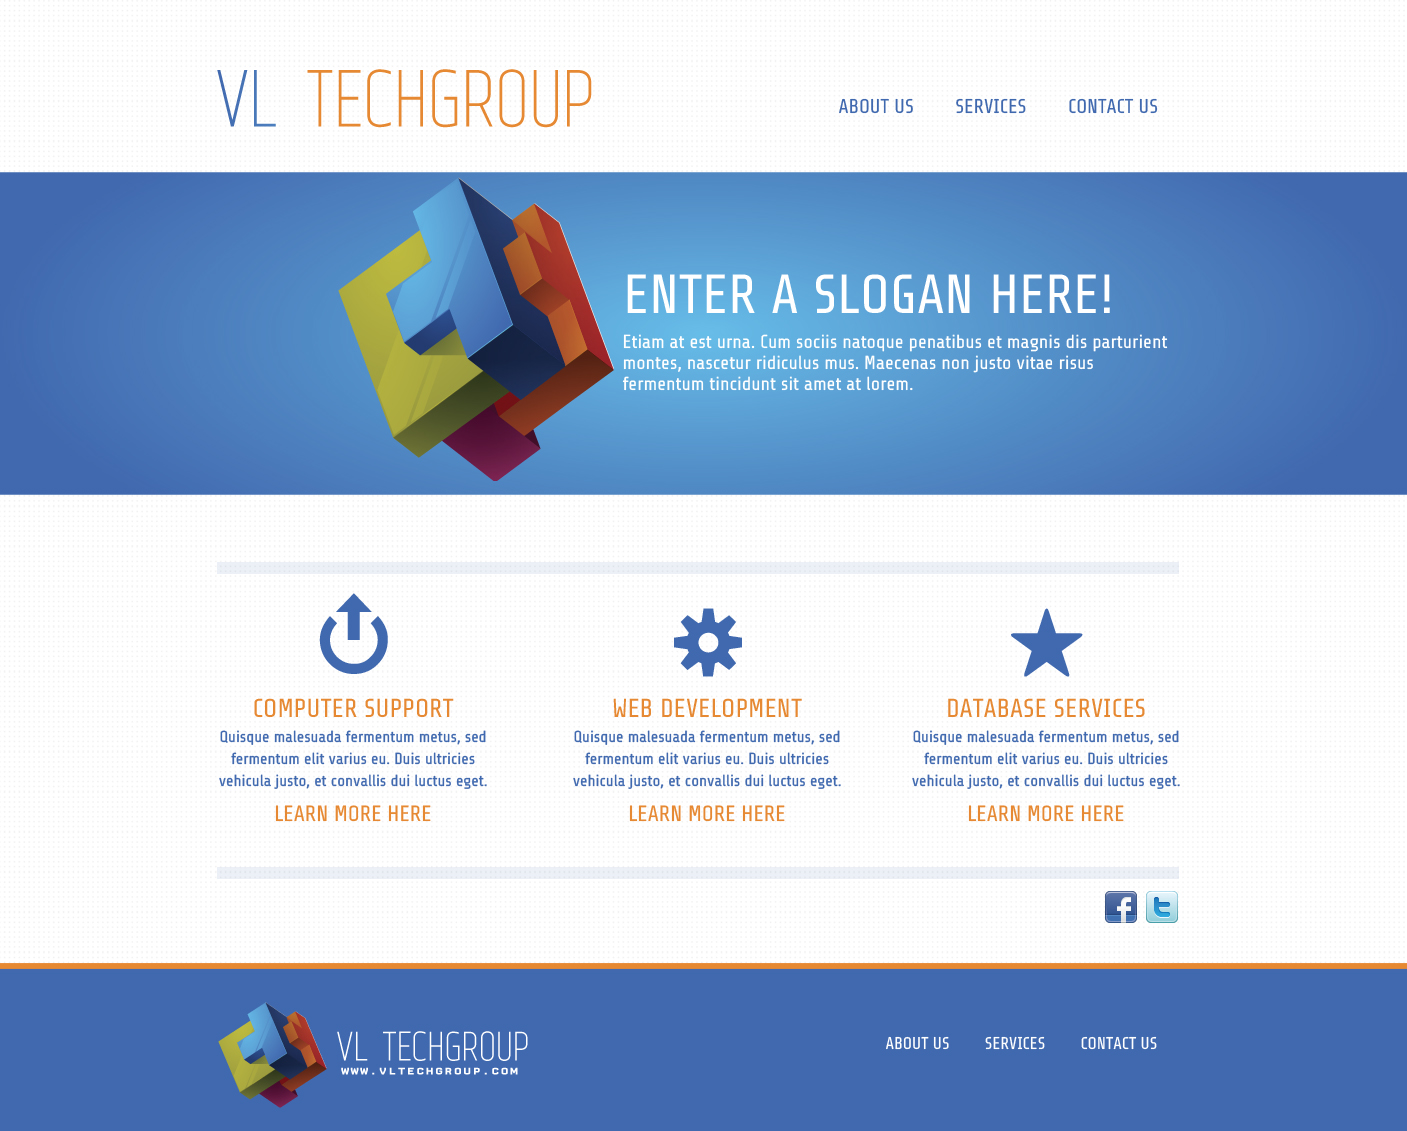 VL TECHGROUP
ABOUT US SERVICES CONTACT US
ENTER A SLOGAN HERE!
Etiam at est urna. Cum sociis natoque penatibus et magnis dis parturient
montes, nascetur ridiculus mus. Maecenas non justo vitae risus
fermentum tincidunt sit amet at lorem.
COMPUTER SUPPORT
Quisque malesuada fermentum metus, sed
fermentum elit varius eu. Duis ultricies
vehicula justo, et convallis dui luctus eget.
LEARN MORE HERE
WEB DEVELOPMENT
Quisque malesuada fermentum metus, sed
fermentum elit varius eu. Duis ultricies
vehicula justo, et convallis dui luctus eget.
LEARN MORE HERE
DATABASE SERVICES
Quisque malesuada fermentum metus, sed
fermentum elit varius eu. Duis ultricies
vehicula justo, et convallis dui luctus eget.
LEARN MORE HERE
VL TECHGROUP
WWW.VLTECHGROUP.COM
ABOUT US SERVICES CONTACT US